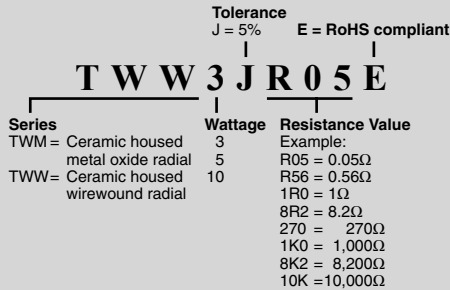 Tolerance
J = 5% E = RoHS compliant
T W W 3 J R 0 5 E
Series Wattage Resistance Value
TWM = Ceramic housed 3 Example:
metal oxide radial 5 R05 = 0.05Ω
TWW = Ceramic housed 10 R56 = 0.56Ω
wirewound radial 1R0 = 1Ω
8R2 = 8.2Ω
270 = 270Ω
1K0 = 1,000Ω
8K2 = 8,200Ω
10K =10,000Ω